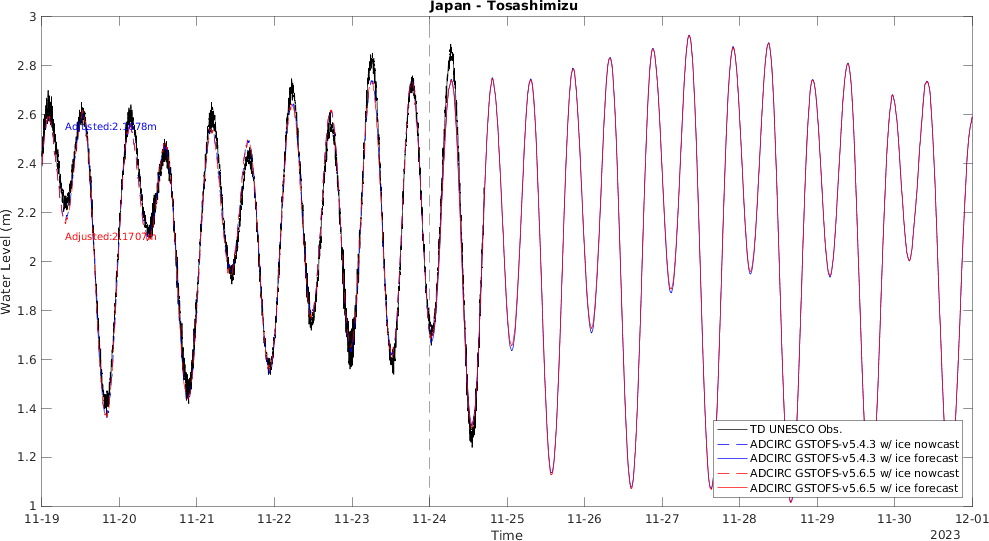 Japan - Tosashimizu
3
2.8
2.6
2.4
2.2
2
1.8
1.6
1.4
1.2
1
Water Level (m)
Adjusted:2.1707m
TD UNESCO Obs.
ADCIRC GSTOFS-v5.4.3 w/ ice nowcast
ADCIRC GSTOFS-v5.4.3 w/ ice forecast
ADCIRC GSTOFS-v5.6.5 w/ ice nowcast
ADCIRC GSTOFS-v5.6.5 w/ ice forecast
11-19 11-20 11-21 11-22 11-23 11-24 11-25 11-26 11-27 11-28 11-29 11-30 12-01
Time
2023